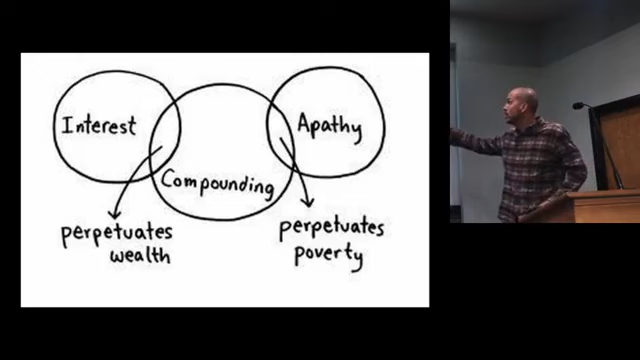 Interest
Compounding
Apathy
perpetuates
wealth
perpetuates
poverty